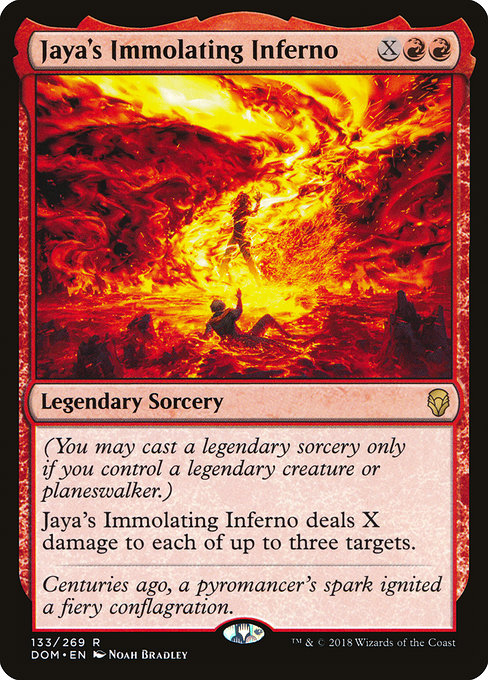 Jaya's Immolating Inferno X
Legendary Sorcery
(You may cast a legendary sorcery only
if you control a legendary creature or
planeswalker.)
Jaya's Immolating Inferno deals X
damage to each of up to three targets.
Centuries ago, a pyromancer's spark ignited
a fiery conflagration.
133/269 R
DOM • EN Noah Bradley
™ & © 2018 Wizards of the Coast